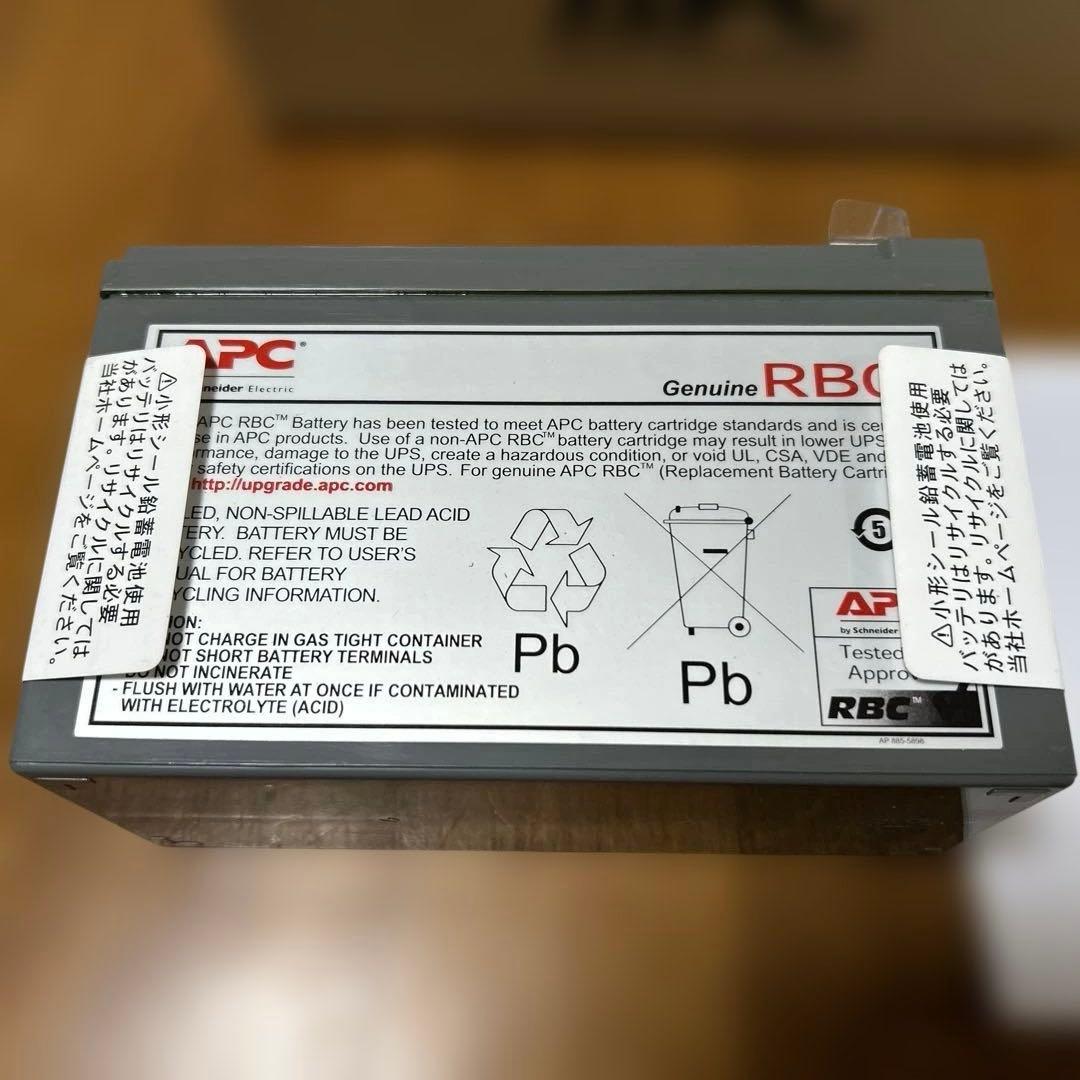 APC®
neider Electric
Genuine RBC
APC RBC™ Battery has been tested to meet APC battery cartridge standards and is cer
se in APC products. Use of a non-APC RBC™ battery cartridge may result in lower UPS
rmance, damage to the UPS, create a hazardous condition, or void UL, CSA, VDE and
safety certifications on the UPS. For genuine APC RBC™ (Replacement Battery Cartri
http://upgrade.apc.com
LED, NON-SPILLABLE LEAD ACID
TERY. BATTERY MUST BE
YCLED. REFER TO USER'S
UAL FOR BATTERY
YCLING INFORMATION.
ON:
NOT CHARGE IN GAS TIGHT CONTAINER
NOT SHORT BATTERY TERMINALS
DO NOT INCINERATE
- FLUSH WITH WATER AT ONCE IF CONTAMINATED
WITH ELECTROLYTE (ACID)
Pb
Pb
5
AP
by Schneider
Tested
Appro
RBC™
AP 885-5896
⚠小形シール鉛蓄電池使用
バッテリはリサイクルする必要
があります。リサイクルに関しては
当社ホームページをご覧ください。
⚠小形シール鉛蓄電池使用
バッテリはリサイクルする必要
があります。リサイクルに関しては
当社ホームページをご覧ください。